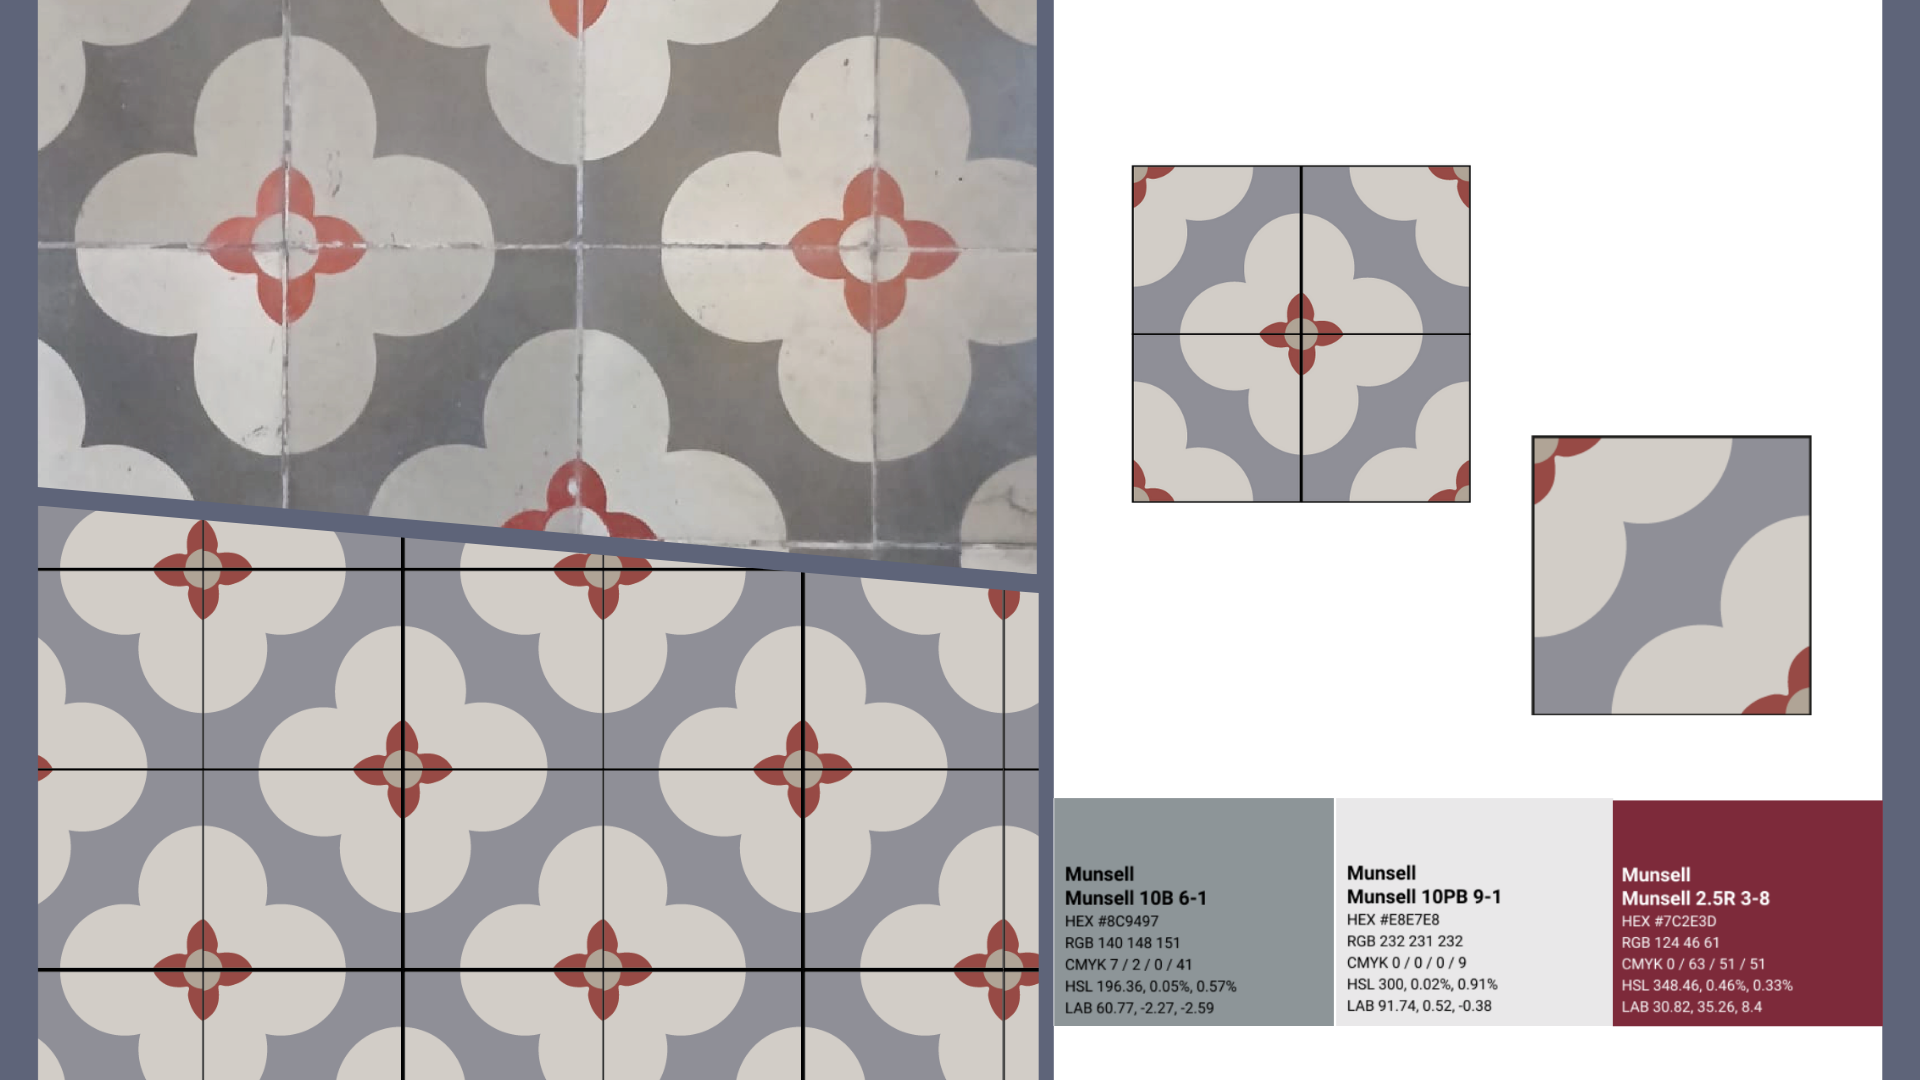 Munsell
Munsell 10B 6-1
HEX #8C9497
RGB 140 148 151
CMYK 7 / 2 / 0 / 41
HSL 196.36, 0.05%, 0.57%
LAB 60.77, -2.27, -2.59
Munsell
Munsell 10PB 9-1
HEX #E8E7E8
RGB 232 231 232
CMYK 0 / 0 / 0 / 9
HSL 300, 0.02%, 0.91%
LAB 91.74, 0.52, -0.38
Munsell
Munsell 2.5R 3-8
HEX #7C2E3D
RGB 124 46 61
CMYK 0 / 63 / 51 / 51
HSL 348.46, 0.46%, 0.33%
LAB 30.82, 35.26, 8.4